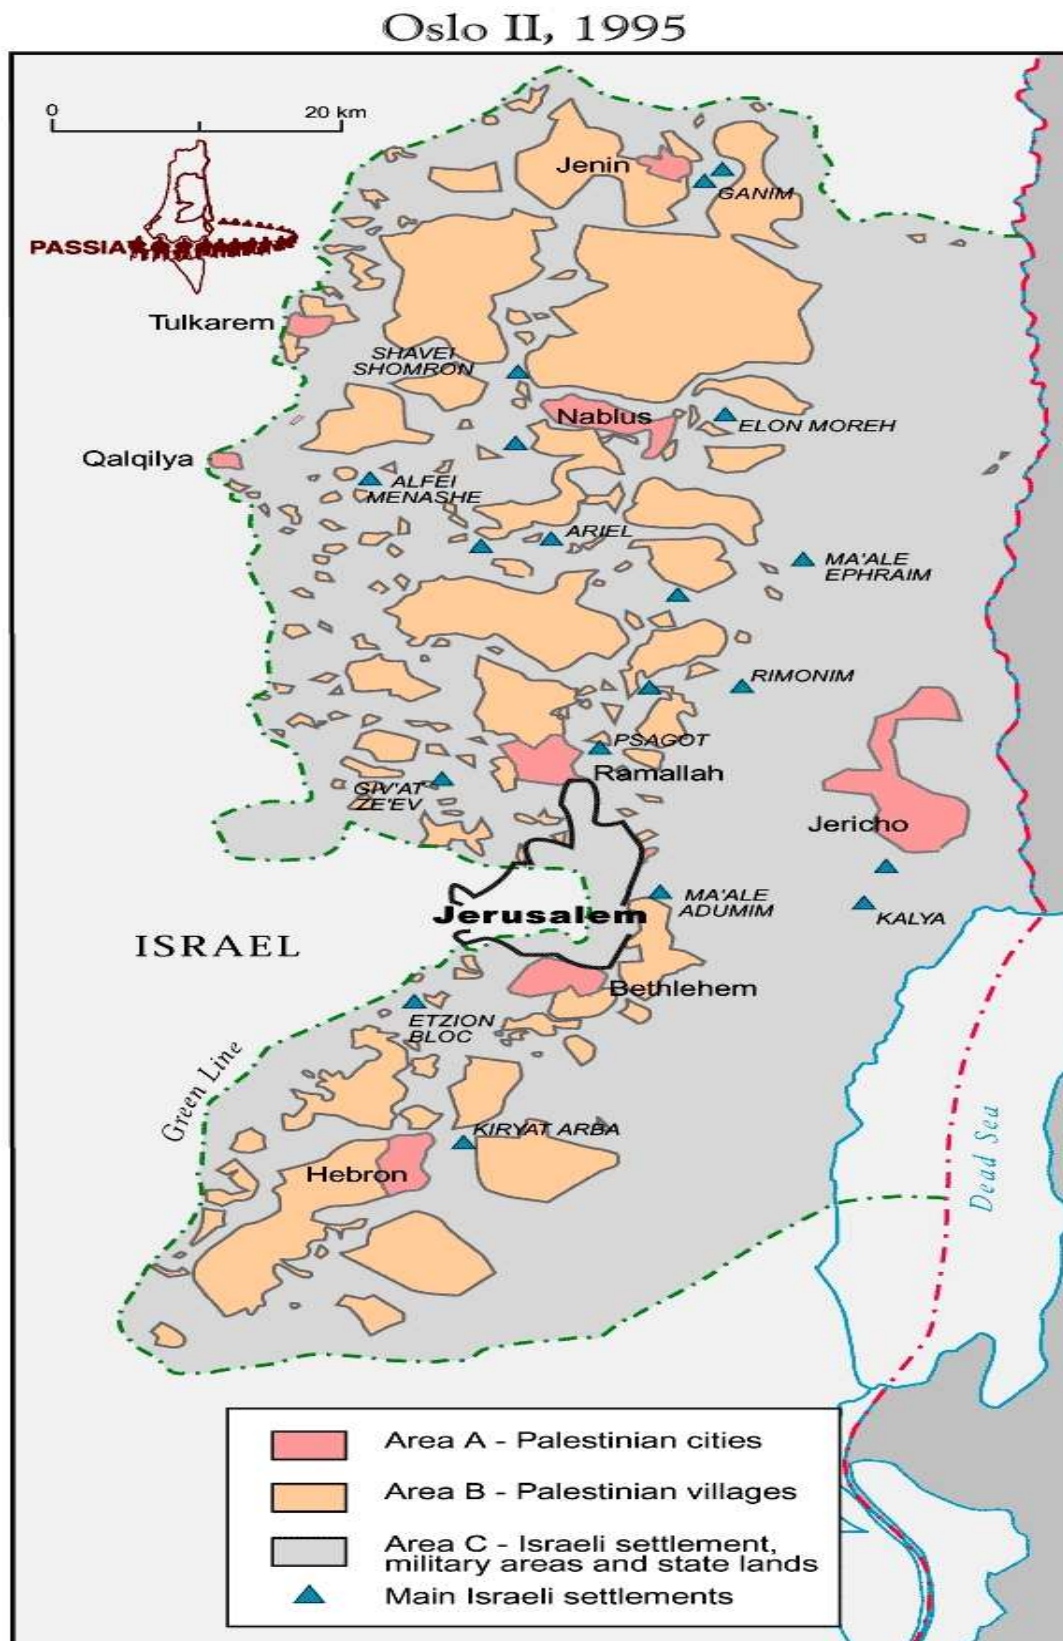 Oslo II, 1995
0
20 km
PASSIA
Jenin
GANIM
Tulkarem
SHAVEI
SHOMRON
Nablus
ELON MOREH
Qalqilya
ALFEI
MENASHE
ARIEL
MA'ALE
EPHRAIM
RIMONIM
PSAGOT
Ramallah
GIV'AT
ZE'EV
Jericho
MA'ALE
ADUMIM
KALYA
Jerusalem
ISRAEL
Bethlehem
ETZION
BLOC
Green Line
KIRYAT ARBA
Hebron
Dead Sea
Area A - Palestinian cities
Area B - Palestinian villages
Area C - Israeli settlement,
military areas and state lands
Main Israeli settlements